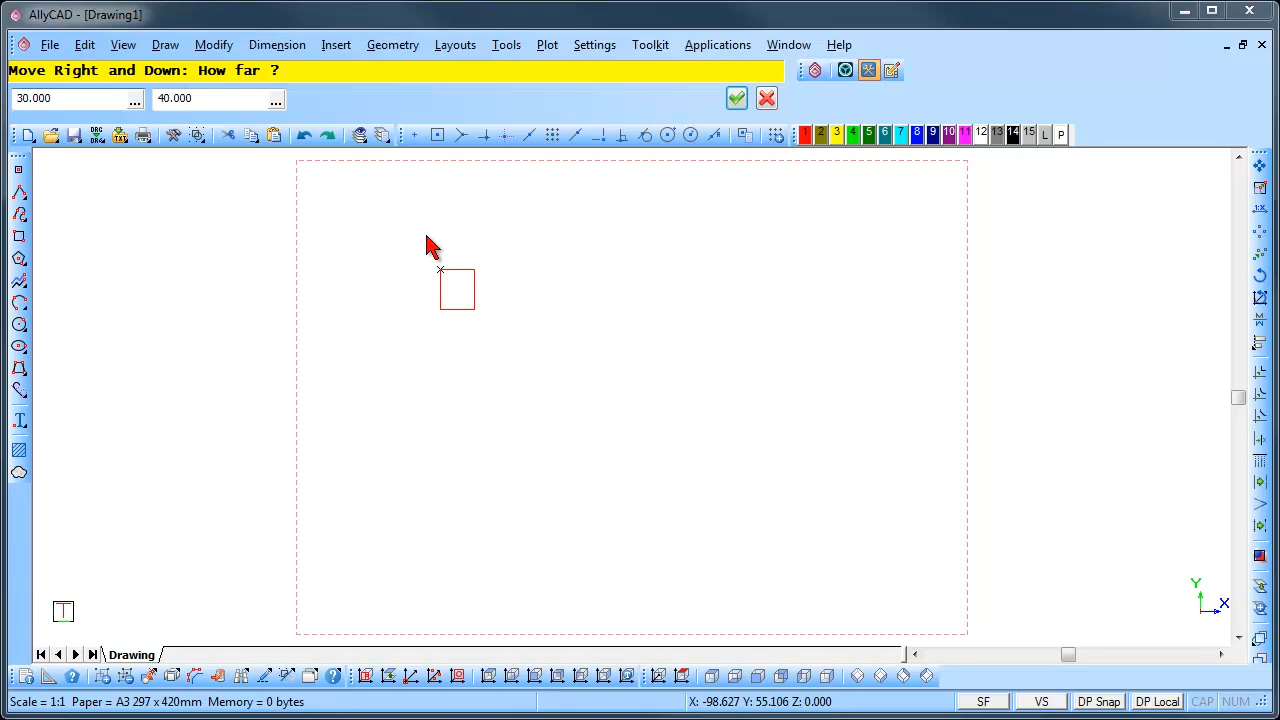 AllyCAD - [Drawing1]
File Edit View Draw Modify Dimension Insert Geometry Layouts Tools Plot Settings Toolkit Applications Window Help
Move Right and Down: How far ?
30.000 ... 40.000 ...
DRC TXT 1 2 3 4 5 6 7 8 9 10 11 12 13 14 15 L P
1:X
T
T
Y
X
Drawing
Scale = 1:1 Paper = A3 297 x 420mm Memory = 0 bytes X: -98.627 Y: 55.106 Z: 0.000 SF VS DP Snap DP Local CAP NUM